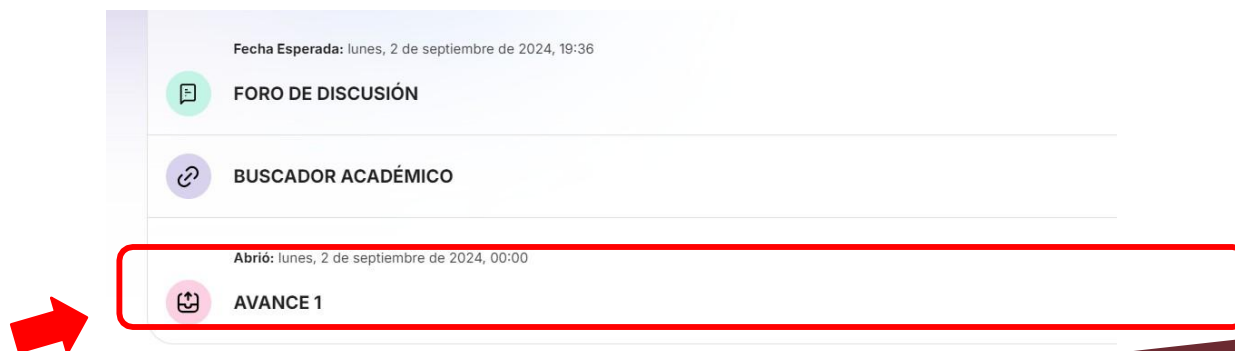 Fecha Esperada: lunes, 2 de septiembre de 2024, 19:36
FORO DE DISCUSIÓN
BUSCADOR ACADÉMICO
Abrió: lunes, 2 de septiembre de 2024, 00:00
AVANCE 1